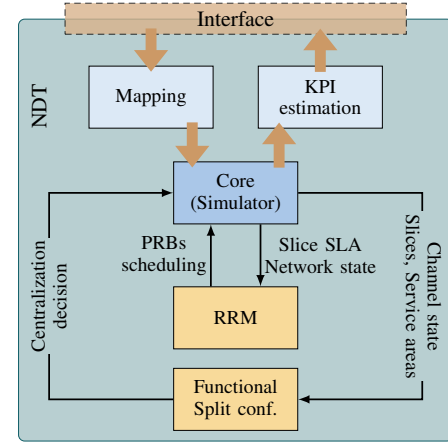 Interface
NDT
Mapping
KPI
estimation
Core
(Simulator)
PRBs
scheduling
Slice SLA
Network state
RRM
Functional
Split conf.
Centralization
decision
Channel state
Slices, Service areas